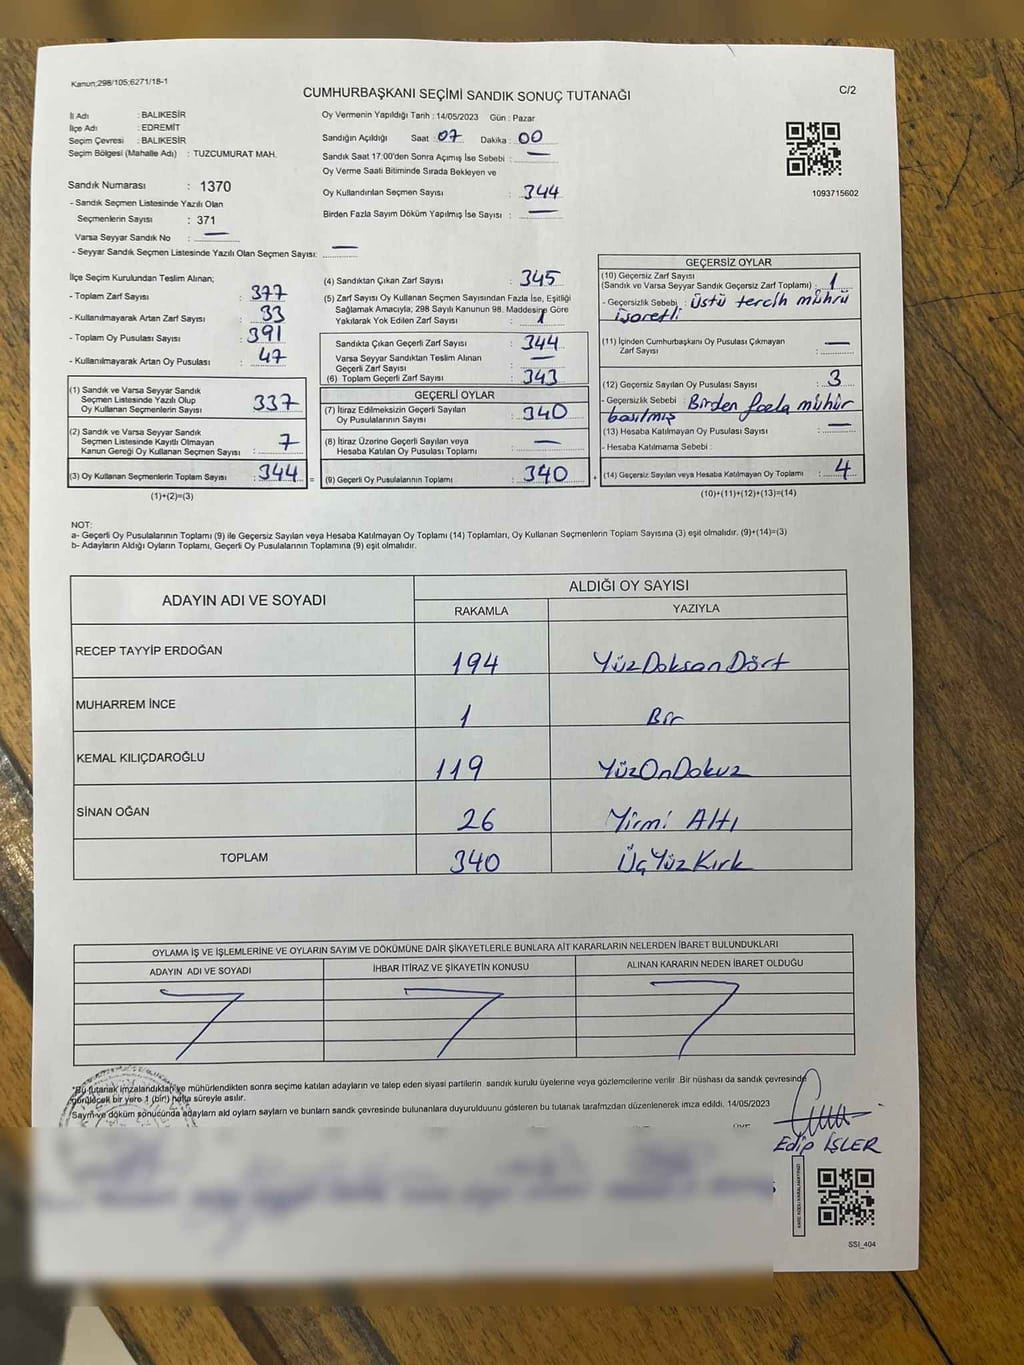 Kanun:298/105;6271/18-1
C/2
CUMHURBAŞKANI SEÇİMİ SANDIK SONUÇ TUTANAĞI
İl Adı : BALIKESİR
İlçe Adı : EDREMİT
Seçim Çevresi : BALIKESİR
Seçim Bölgesi (Mahalle Adı) : TUZCUMURAT MAH.
Sandık Numarası : 1370
- Sandık Seçmen Listesinde Yazılı Olan
Seçmenlerin Sayısı : 371
Varsa Seyyar Sandık No : —
- Seyyar Sandık Seçmen Listesinde Yazılı Olan Seçmen Sayısı: —
Oy Vermenin Yapıldığı Tarih : 14/05/2023 Gün : Pazar
Sandığın Açıldığı Saat : 07 Dakika : 00
Sandık Saat 17:00'den Sonra Açımış İse Sebebi : —
Oy Verme Saati Bitiminde Sırada Bekleyen ve
Oy Kullandırılan Seçmen Sayısı : 344
Birden Fazla Sayım Döküm Yapılmış İse Sayısı : —
1093715602
İlçe Seçim Kurulundan Teslim Alınan;
- Toplam Zarf Sayısı : 377
- Kullanılmayarak Artan Zarf Sayısı : 33
- Toplam Oy Pusulası Sayısı : 391
- Kullanılmayarak Artan Oy Pusulası : 47
(1) Sandık ve Varsa Seyyar Sandık
Seçmen Listesinde Yazılı Olup
Oy Kullanan Seçmenlerin Sayısı : 337
(2) Sandık ve Varsa Seyyar Sandık
Seçmen Listesinde Kayıtlı Olmayan
Kanun Gereği Oy Kullanan Seçmen Sayısı : 7
(3) Oy Kullanan Seçmenlerin Toplam Sayısı : 344 =
(1)+(2)=(3)
(4) Sandıktan Çıkan Zarf Sayısı : 345
(5) Zarf Sayısı Oy Kullanan Seçmen Sayısından Fazla İse, Eşitliği
Sağlamak Amacıyla; 298 Sayılı Kanunun 98. Maddesine Göre
Yakılarak Yok Edilen Zarf Sayısı : 1
Sandıkta Çıkan Geçerli Zarf Sayısı : 344
Varsa Seyyar Sandıktan Teslim Alınan
Geçerli Zarf Sayısı : —
(6) Toplam Geçerli Zarf Sayısı : 343
GEÇERLİ OYLAR
(7) İtiraz Edilmeksizin Geçerli Sayılan
Oy Pusulalarının Sayısı : 340
(8) İtiraz Üzerine Geçerli Sayılan veya
Hesaba Katılan Oy Pusulası Toplamı : —
(9) Geçerli Oy Pusulalarının Toplamı : 340 +
GEÇERSİZ OYLAR
(10) Geçersiz Zarf Sayısı
(Sandık ve Varsa Seyyar Sandık Geçersiz Zarf Toplamı) : 1
- Geçersizlik Sebebi : üstü tercih mührü
işaretli
(11) İçinden Cumhurbaşkanı Oy Pusulası Çıkmayan
Zarf Sayısı : —
(12) Geçersiz Sayılan Oy Pusulası Sayısı : 3
- Geçersizlik Sebebi : Birden fazla mühür
basılmış
(13) Hesaba Katılmayan Oy Pusulası Sayısı : —
- Hesaba Katılmama Sebebi :
(14) Geçersiz Sayılan veya Hesaba Katılmayan Oy Toplamı : 4
(10)+(11)+(12)+(13)=(14)
NOT:
a- Geçerli Oy Pusulalarının Toplamı (9) ile Geçersiz Sayılan veya Hesaba Katılmayan Oy Toplamı (14) Toplamları, Oy Kullanan Seçmenlerin Toplam Sayısına (3) eşit olmalıdır. (9)+(14)=(3)
b- Adayların Aldığı Oyların Toplamı, Geçerli Oy Pusulalarının Toplamına (9) eşit olmalıdır.
ADAYIN ADI VE SOYADI
ALDIĞI OY SAYISI
RAKAMLA YAZIYLA
RECEP TAYYİP ERDOĞAN 194 YüzDoksanDört
MUHARREM İNCE 1 Bir
KEMAL KILIÇDAROĞLU 119 YüzOnDokuz
SİNAN OĞAN 26 Yirmi Altı
TOPLAM 340 ÜçYüzKırk
OYLAMA İŞ VE İŞLEMLERİNE VE OYLARIN SAYIM VE DÖKÜMÜNE DAİR ŞİKAYETLERLE BUNLARA AİT KARARLARIN NELERDEN İBARET BULUNDUKLARI
ADAYIN ADI VE SOYADI İHBAR İTİRAZ VE ŞİKAYETİN KONUSU ALINAN KARARIN NEDEN İBARET OLDUĞU
"Bu tutanak imzalandıktan ve mühürlendikten sonra seçime katılan adayların ve talep eden siyasi partilerin sandık kurulu üyelerine veya gözlemcilerine verilir .Bir nüshası da sandık çevresinde
görülecek bir yere 1 (bir) hafta süreyle asılır.
Sayım ve döküm sonucunda adayların ald oylam sayların ve bunların sandık çevresinde bulunanlara duyurulduunu gösteren bu tutanak tarafmzdan düzenlenerek imza edildi. 14/05/2023
Edip İŞLER
SSI_404